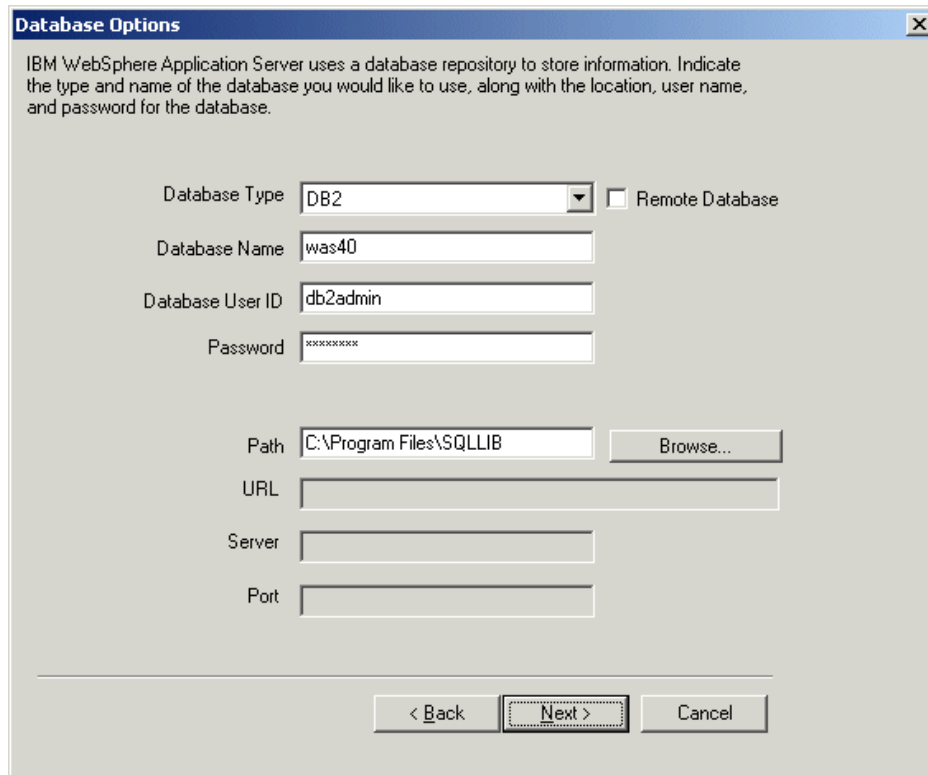 Database Options
IBM WebSphere Application Server uses a database repository to store information. Indicate
the type and name of the database you would like to use, along with the location, user name,
and password for the database.
Database Type DB2 Remote Database
Database Name was40
Database User ID db2admin
Password ********
Path C:\Program Files\SQLLIB Browse...
URL
Server
Port
< Back Next > Cancel